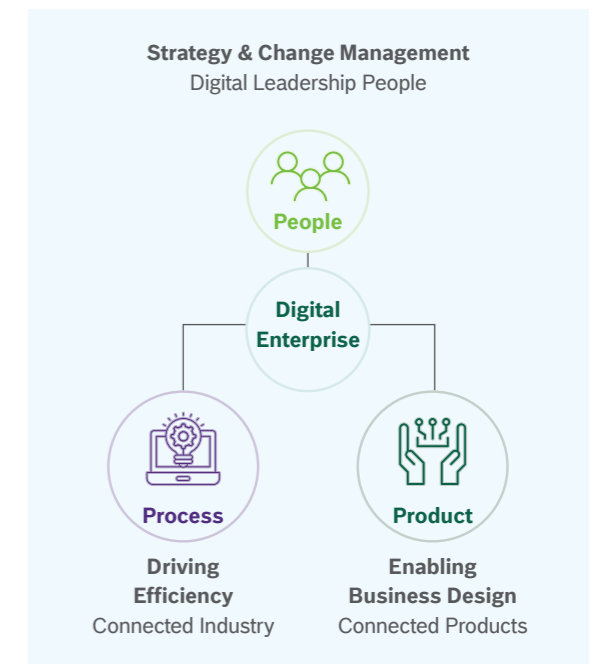 Strategy & Change Management
Digital Leadership People
People
Digital
Enterprise
Process
Driving
Efficiency
Connected Industry
Product
Enabling
Business Design
Connected Products